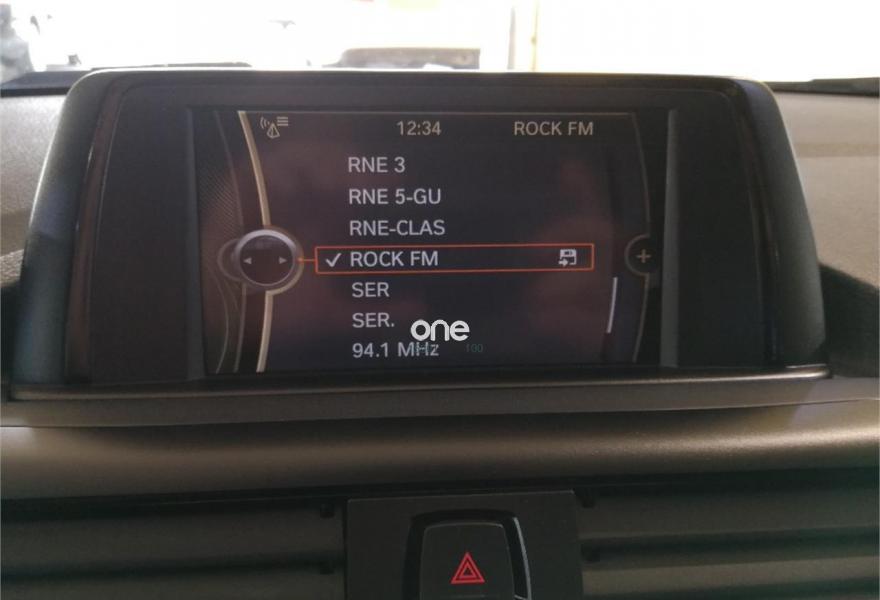 12:34 ROCK FM
RNE 3
RNE 5-GU
RNE-CLAS
ROCK FM
SER
SER.
one
94.1 MHz